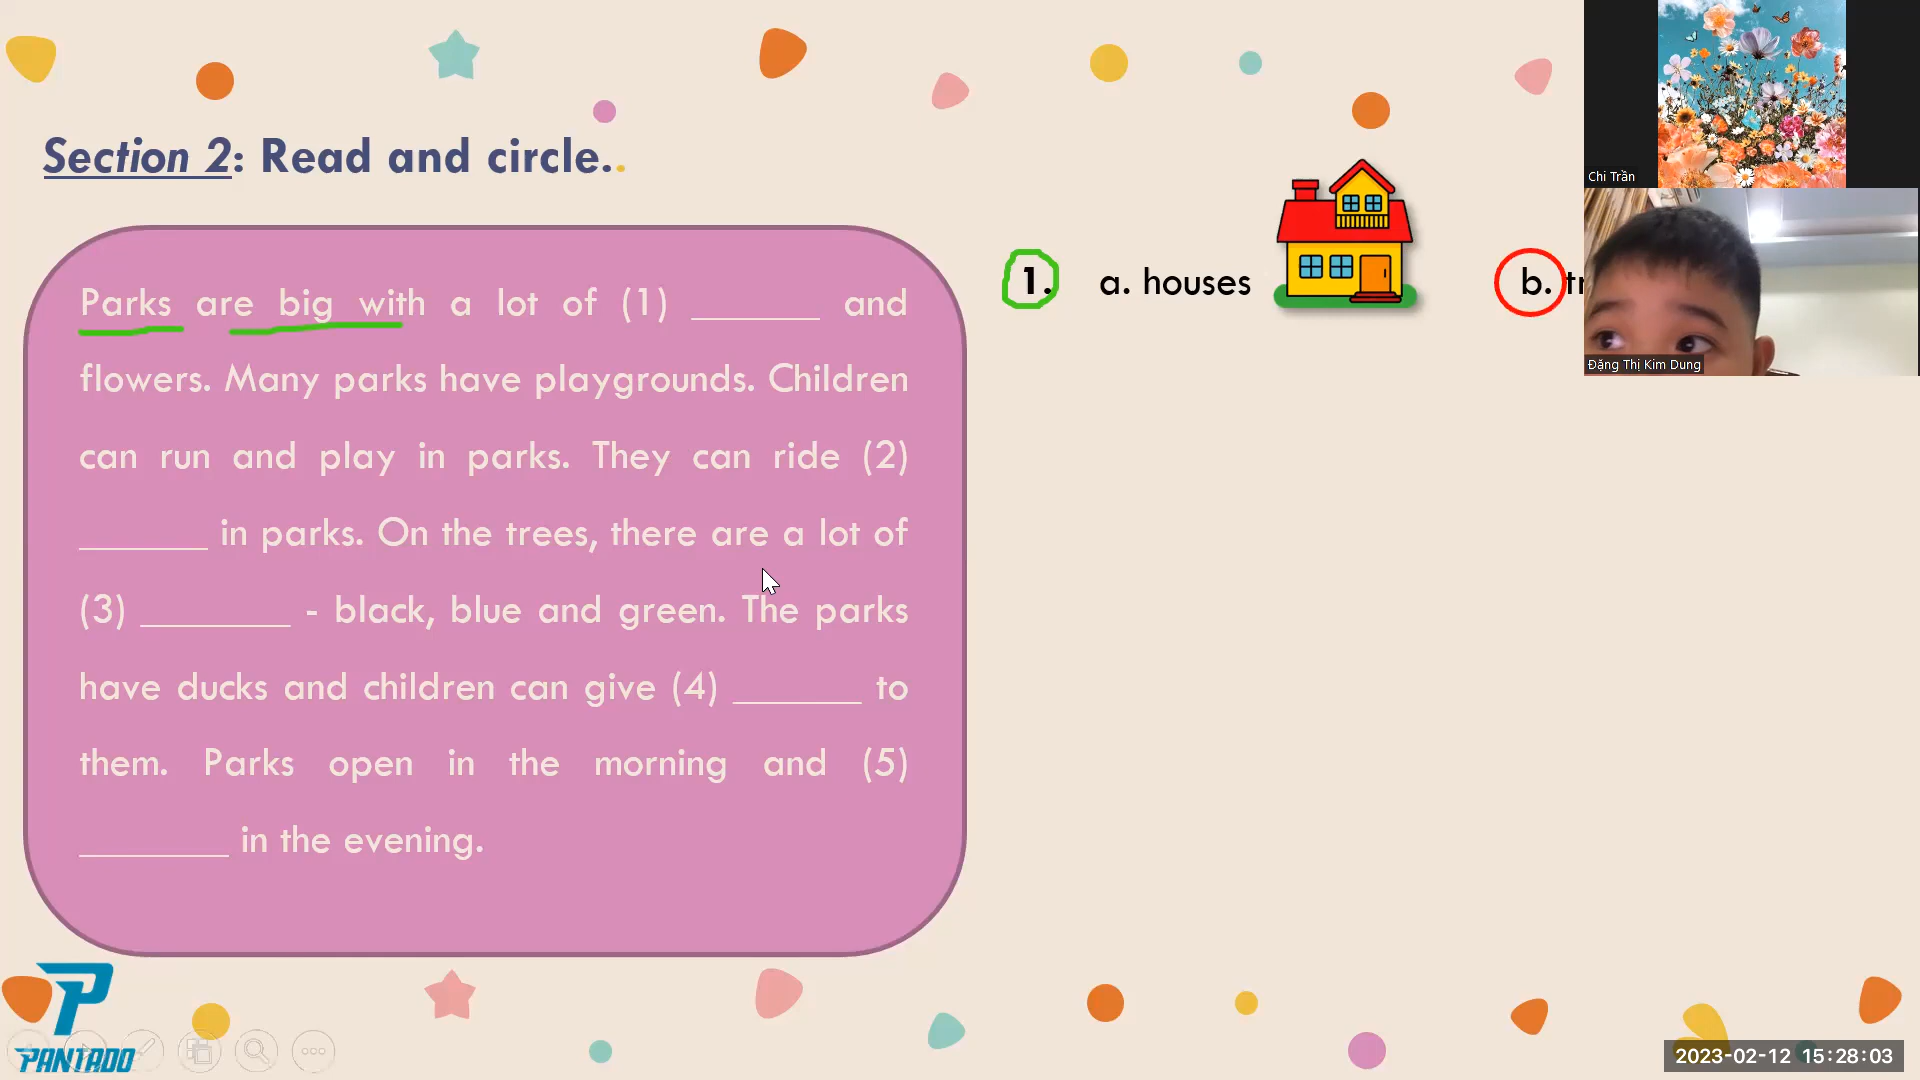 Section 2: Read and circle..
Parks are big with a lot of (1) _______ and
flowers. Many parks have playgrounds. Children
can run and play in parks. They can ride (2)
_______ in parks. On the trees, there are a lot of
(3) ________ - black, blue and green. The parks
have ducks and children can give (4) _______ to
them. Parks open in the morning and (5)
________ in the evening.
1. a. houses b. tr
Chi Trần
Đặng Thị Kim Dung
PANTADO
2023-02-12 15:28:03